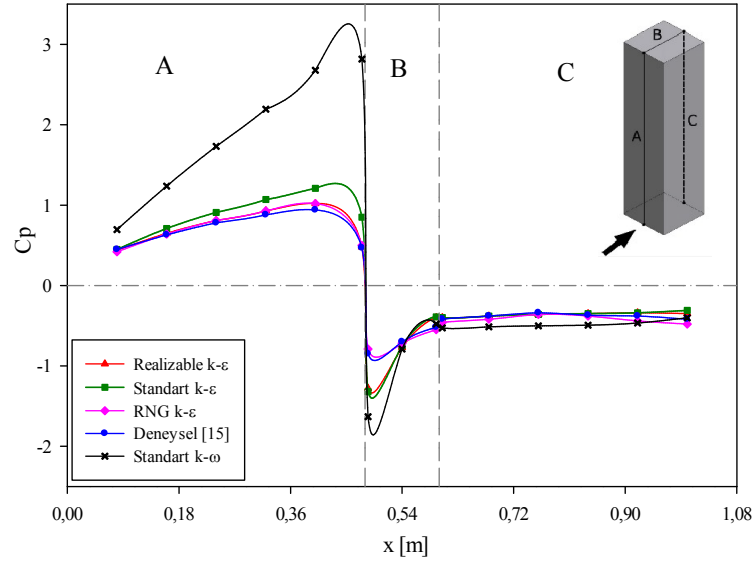 A
B
C
B
A
C
Cp
3
2
1
0
-1
-2
Realizable k-ε
Standart k-ε
RNG k-ε
Deneysel [15]
Standart k-ω
0,00 0,18 0,36 0,54 0,72 0,90 1,08
x [m]